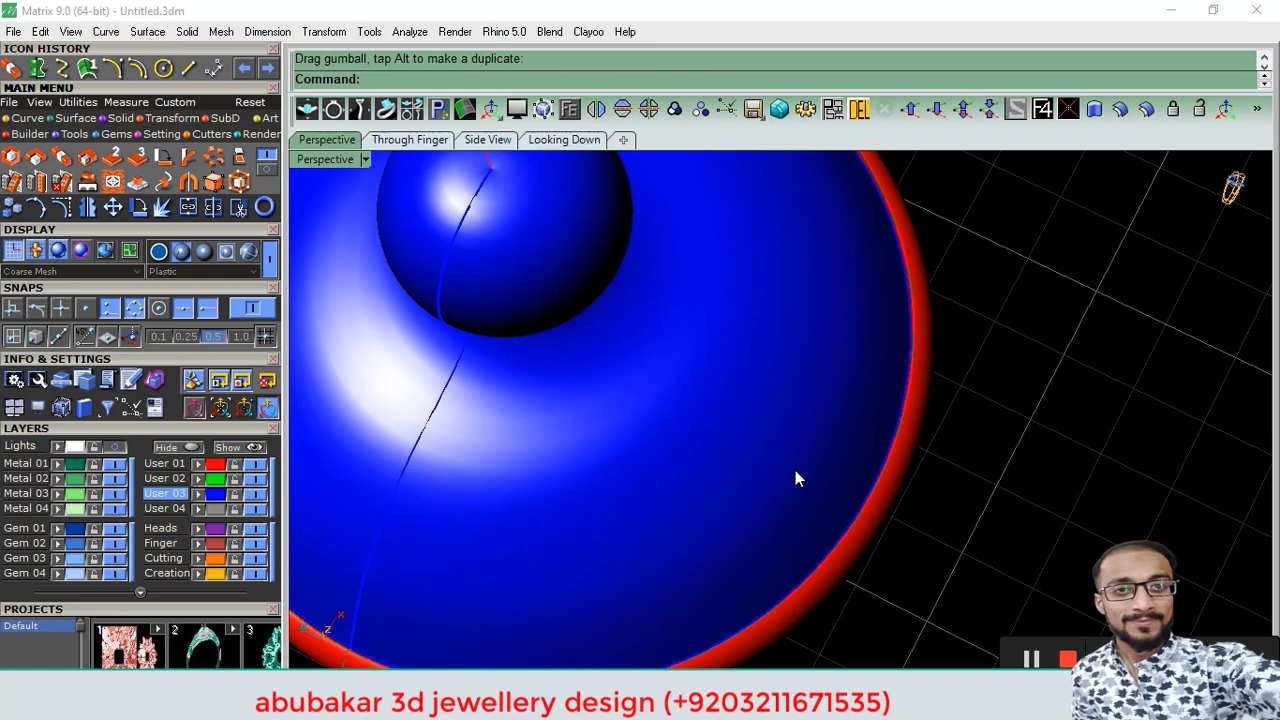 Matrix 9.0 (64-bit) - Untitled.3dm
File Edit View Curve Surface Solid Mesh Dimension Transform Tools Analyze Render Rhino 5.0 Blend Clayoo Help
ICON HISTORY
Drag gumball, tap Alt to make a duplicate:
Command:
MAIN MENU
File View Utilities Measure Custom Reset
Curve Surface Solid Transform SubD Art
Builder Tools Gems Setting Cutters Render
Perspective Through Finger Side View Looking Down
Perspective
DISPLAY
Coarse Mesh Plastic
SNAPS
0.1 0.25 0.5 1.0
INFO & SETTINGS
LAYERS
Lights Hide Show
Metal 01 User 01
Metal 02 User 02
Metal 03 User 03
Metal 04 User 04
Gem 01 Heads
Gem 02 Finger
Gem 03 Cutting
Gem 04 Creation
PROJECTS
Default 1 2 3
x
z
abubakar 3d jewellery design (+9203211671535)